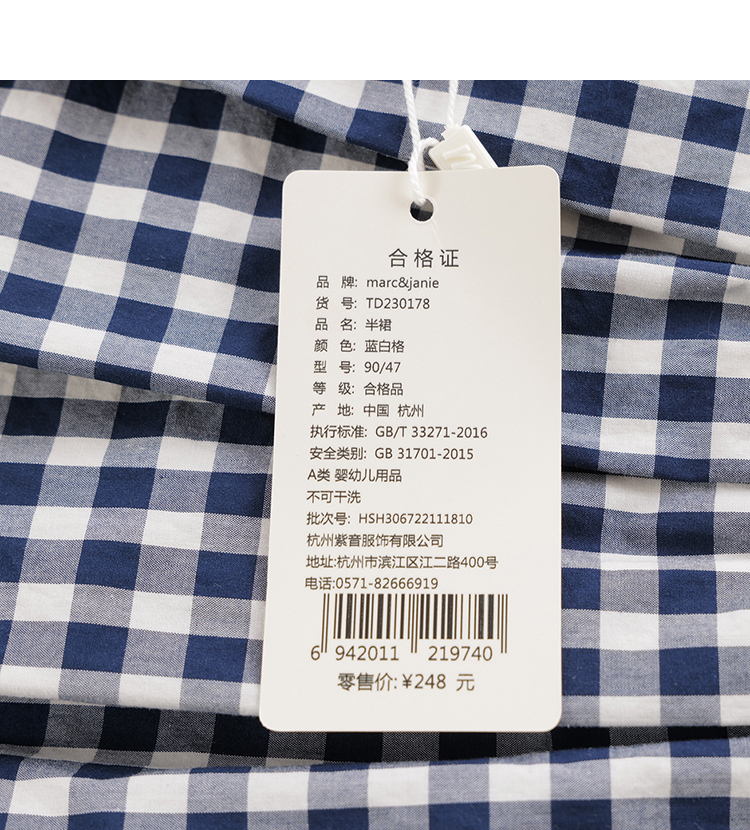 合格证
品 牌: marc&janie
货 号: TD230178
品 名: 半裙
颜 色: 蓝白格
型 号: 90/47
等 级: 合格品
产 地: 中国 杭州
执行标准: GB/T 33271-2016
安全类别: GB 31701-2015
A类 婴幼儿用品
不可干洗
批次号: HSH306722111810
杭州紫音服饰有限公司
地址:杭州市滨江区江二路400号
电话:0571-82666919
6 942011 219740
零售价: ¥248 元